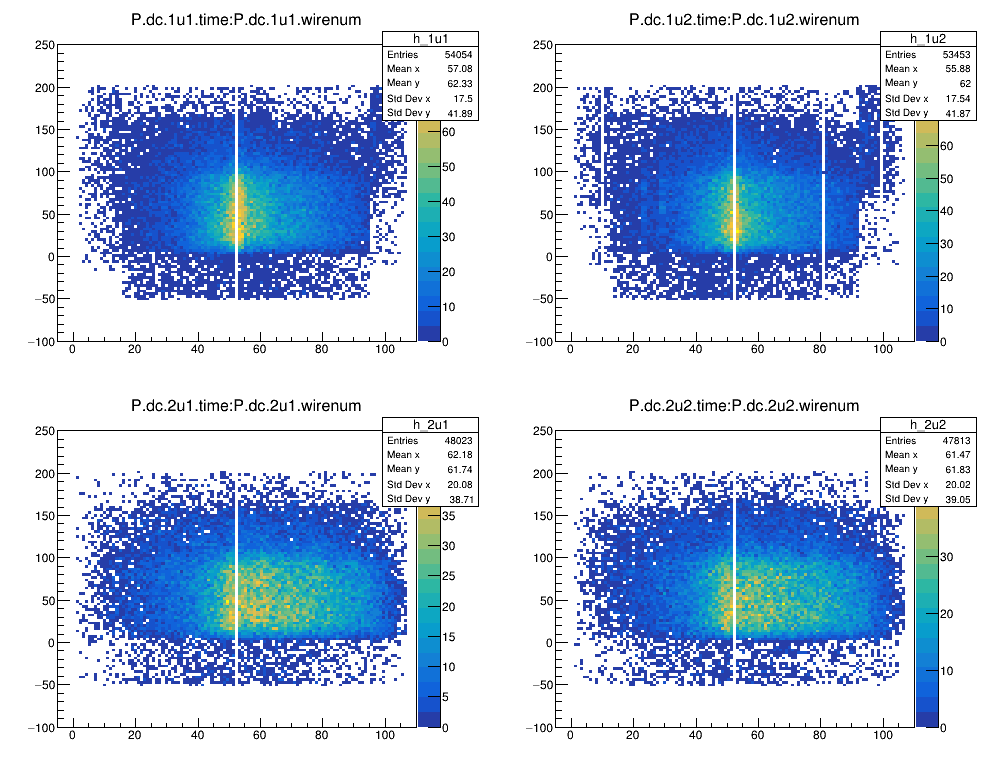 P.dc.1u1.time:P.dc.1u1.wirenum
h_1u1
Entries 54054
Mean x 57.08
Mean y 62.33
Std Dev x 17.5
Std Dev y 41.89
250
200
150
100
50
0
−50
−100
0 20 40 60 80 100
60
50
40
30
20
10
0
P.dc.1u2.time:P.dc.1u2.wirenum
h_1u2
Entries 53453
Mean x 55.88
Mean y 62
Std Dev x 17.54
Std Dev y 41.87
250
200
150
100
50
0
−50
−100
0 20 40 60 80 100
60
50
40
30
20
10
0
P.dc.2u1.time:P.dc.2u1.wirenum
h_2u1
Entries 48023
Mean x 62.18
Mean y 61.74
Std Dev x 20.08
Std Dev y 38.71
250
200
150
100
50
0
−50
−100
0 20 40 60 80 100
35
30
25
20
15
10
5
0
P.dc.2u2.time:P.dc.2u2.wirenum
h_2u2
Entries 47813
Mean x 61.47
Mean y 61.83
Std Dev x 20.02
Std Dev y 39.05
250
200
150
100
50
0
−50
−100
0 20 40 60 80 100
30
20
10
0